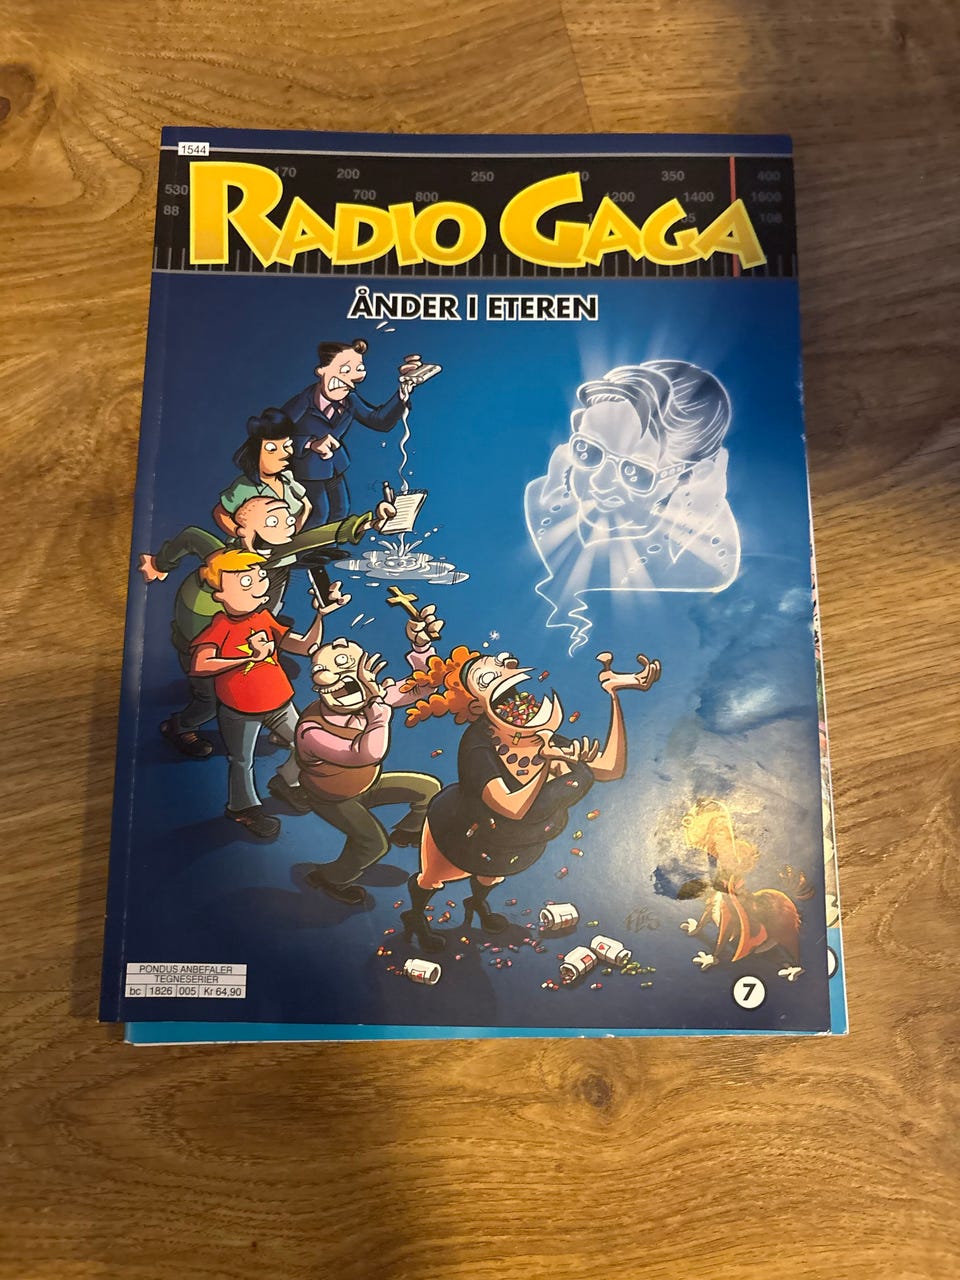 1544
170 200 250 350 400
530 700 800 1200 1400 1600
88 108
RADIO GAGA
ÅNDER I ETEREN
PONDUS ANBEFALER
TEGNESERIER
bc 1826 005 Kr 64,90
7